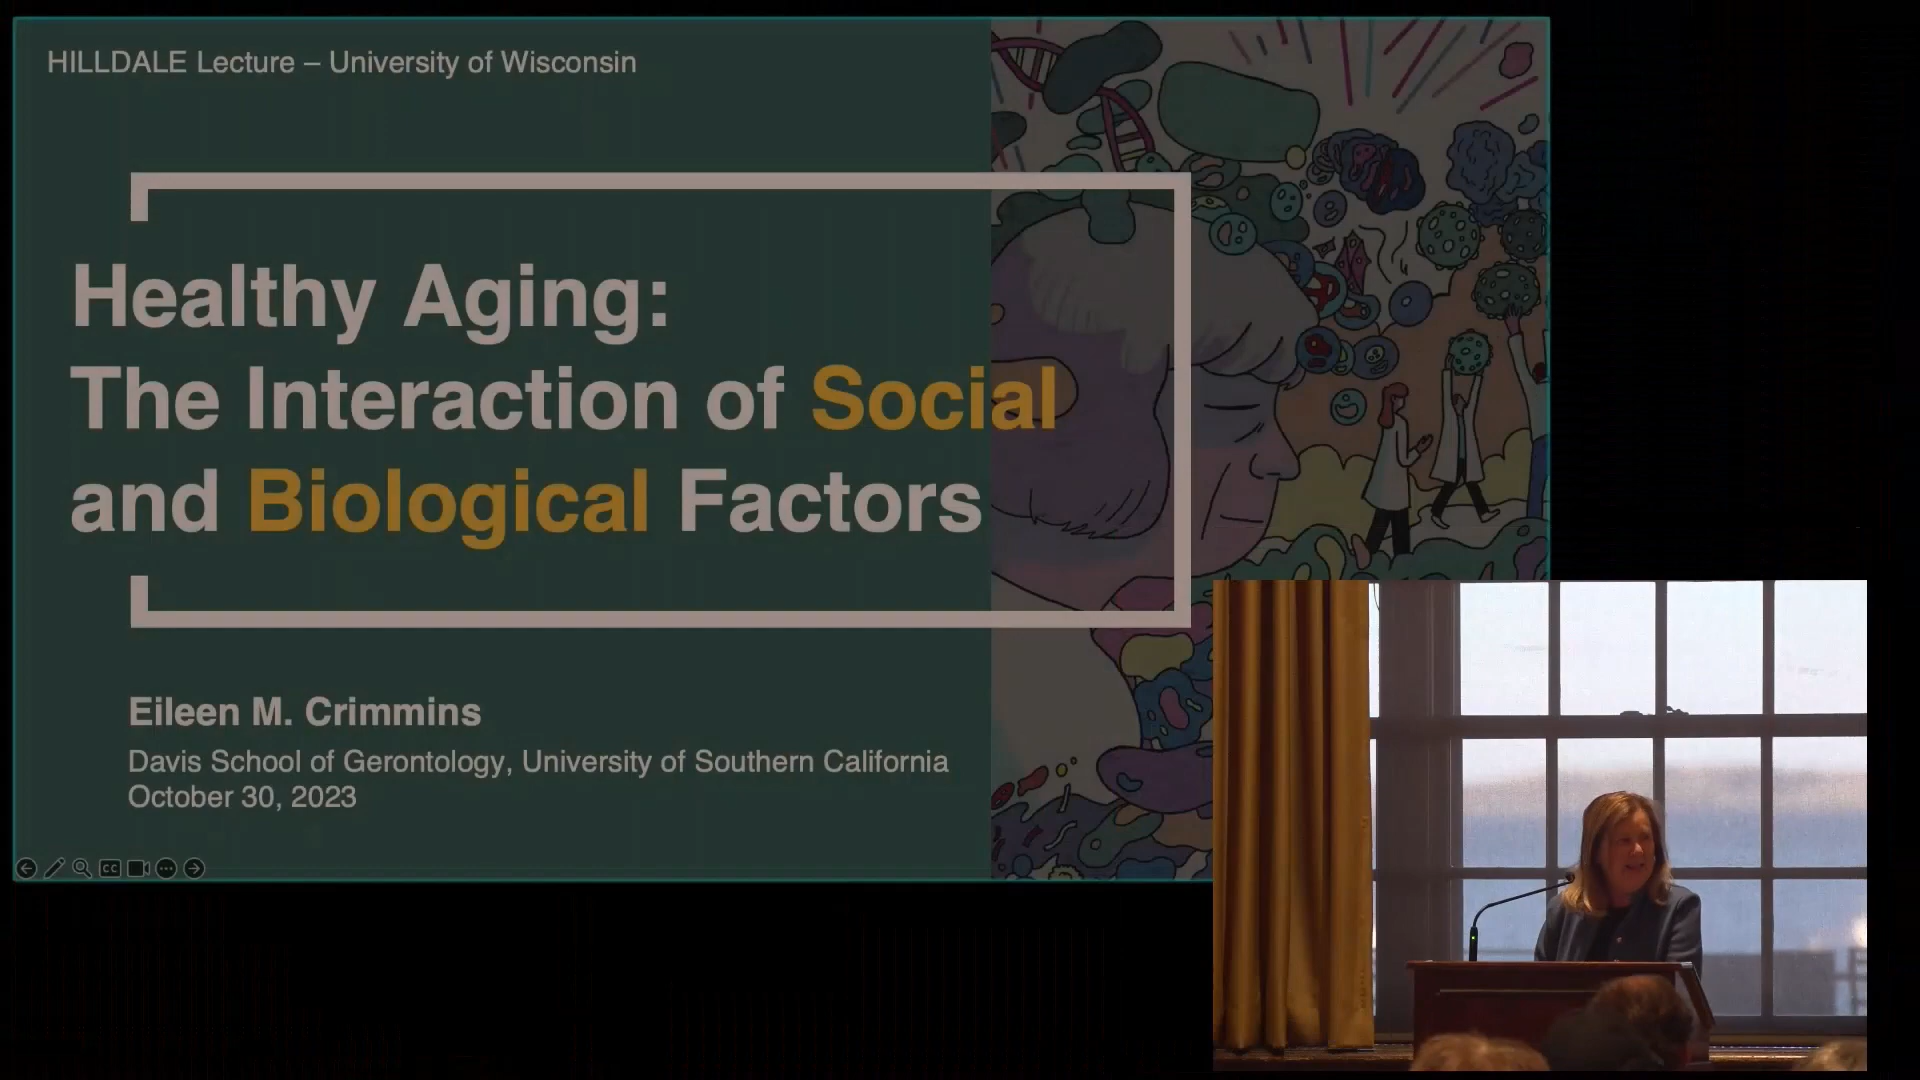 HILLDALE Lecture – University of Wisconsin
Healthy Aging:
The Interaction of Social
and Biological Factors
Eileen M. Crimmins
Davis School of Gerontology, University of Southern California
October 30, 2023
CC